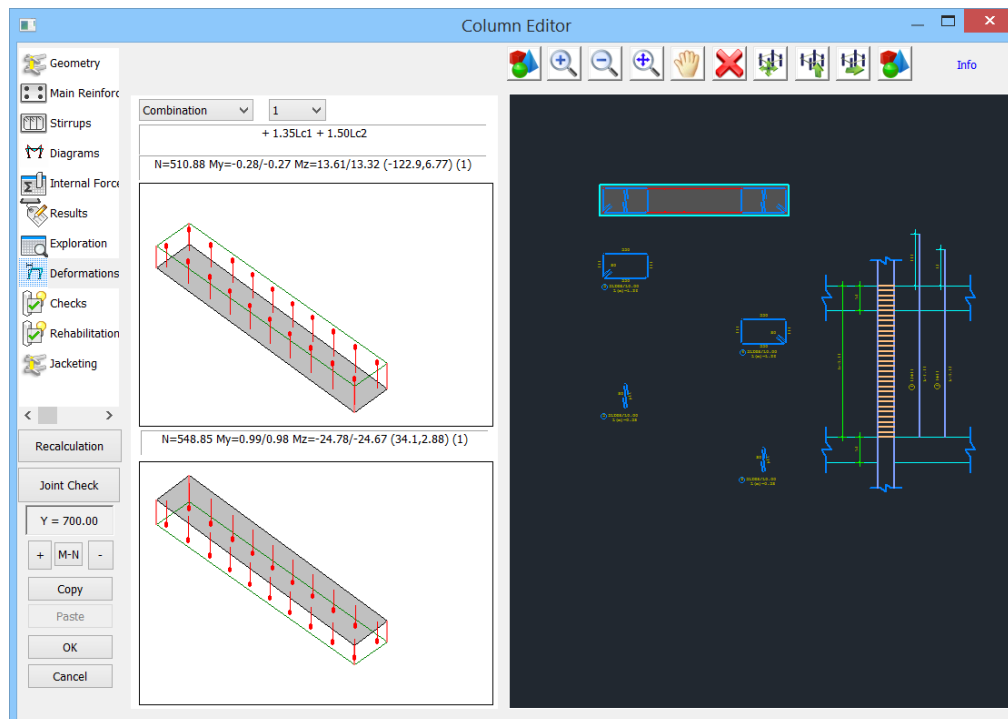 Column Editor
Geometry
Main Reinforc
Stirrups
Diagrams
Internal Force
Results
Exploration
Deformations
Checks
Rehabilitation
Jacketing
Recalculation
Joint Check
Y = 700.00
+ M-N -
Copy
Paste
OK
Cancel
Combination 1
+ 1.35Lc1 + 1.50Lc2
N=510.88 My=-0.28/-0.27 Mz=13.61/13.32 (-122.9,6.77) (1)
N=548.85 My=0.99/0.98 Mz=-24.78/-24.67 (34.1,2.88) (1)
Info